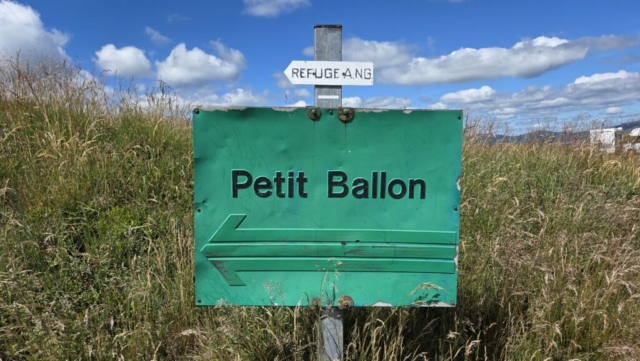 REFUGE ANG
Petit Ballon